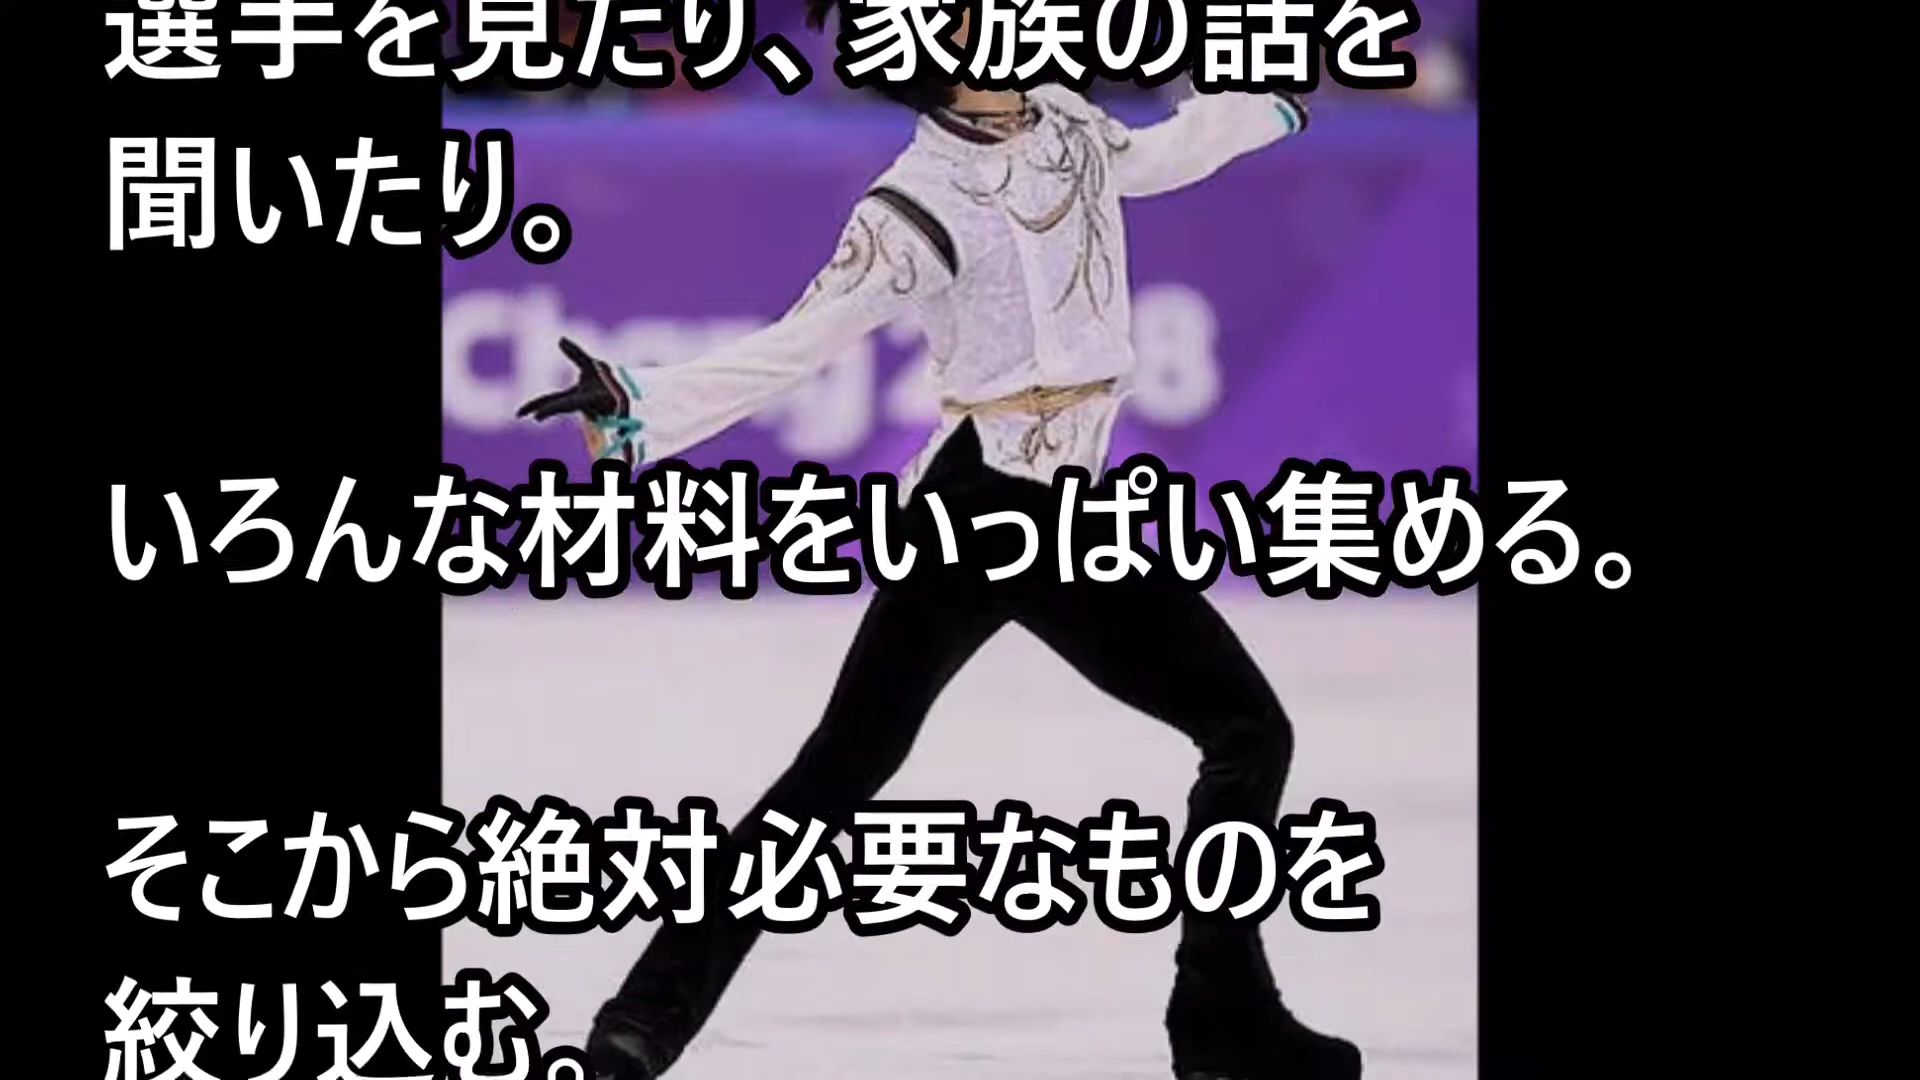 選手を見たり、家族の話を
聞いたり。
いろんな材料をいっぱい集める。
そこから絶対必要なものを
絞り込む。